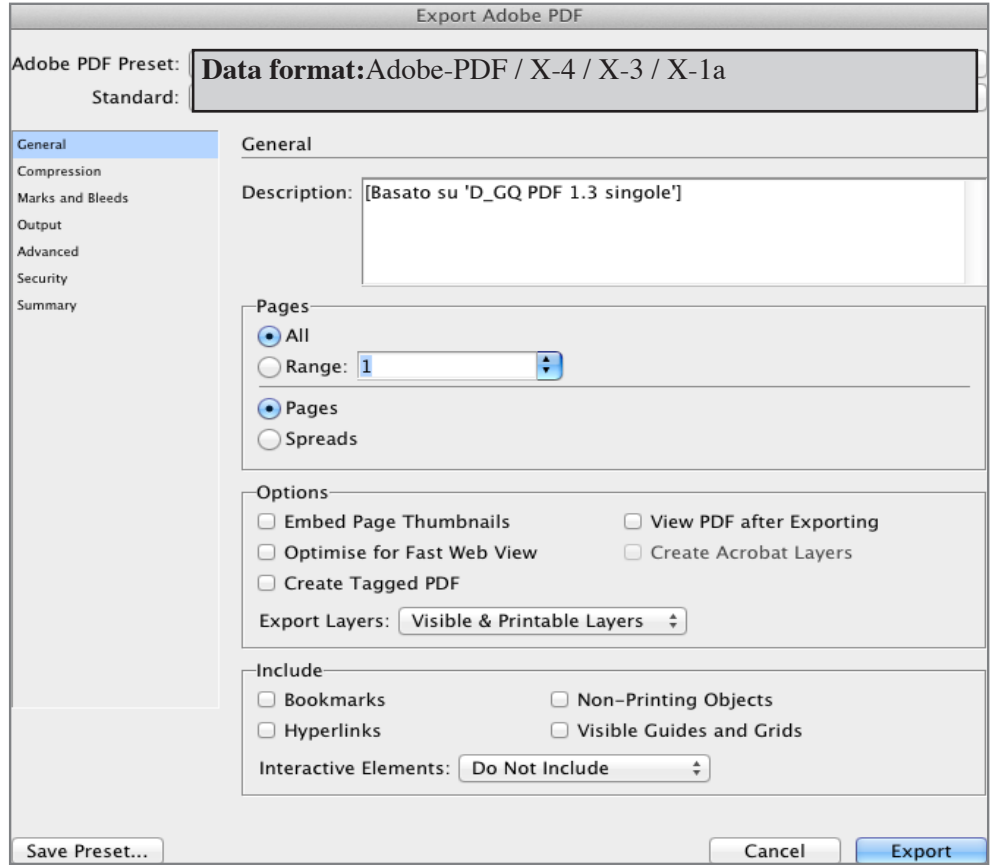 Export Adobe PDF
Adobe PDF Preset:
Data format:Adobe-PDF / X-4 / X-3 / X-1a
Standard:
General
Compression
Marks and Bleeds
Output
Advanced
Security
Summary
General
Description: [Basato su 'D_GQ PDF 1.3 singole']
Pages
All
Range: 1
Pages
Spreads
Options
Embed Page Thumbnails
View PDF after Exporting
Optimise for Fast Web View
Create Acrobat Layers
Create Tagged PDF
Export Layers: Visible & Printable Layers
Include
Bookmarks
Non-Printing Objects
Hyperlinks
Visible Guides and Grids
Interactive Elements: Do Not Include
Save Preset...
Cancel
Export